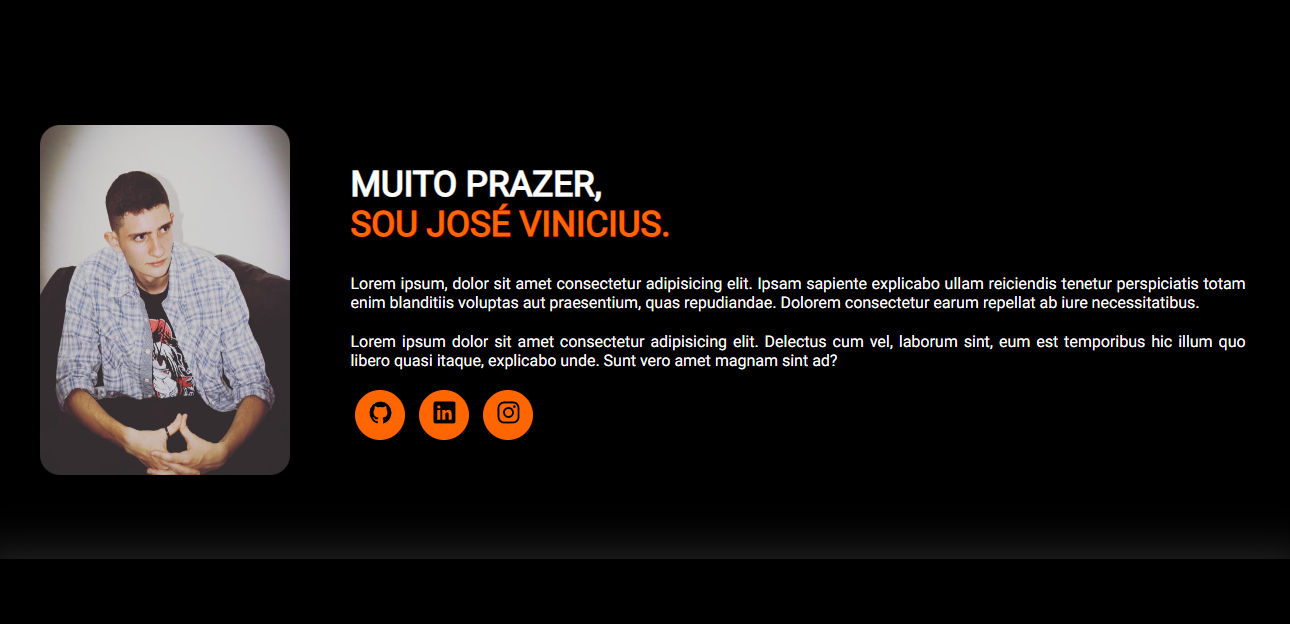 MUITO PRAZER,
SOU JOSÉ VINICIUS.
Lorem ipsum, dolor sit amet consectetur adipisicing elit. Ipsam sapiente explicabo ullam reiciendis tenetur perspiciatis totam
enim blanditiis voluptas aut praesentium, quas repudiandae. Dolorem consectetur earum repellat ab iure necessitatibus.
Lorem ipsum dolor sit amet consectetur adipisicing elit. Delectus cum vel, laborum sint, eum est temporibus hic illum quo
libero quasi itaque, explicabo unde. Sunt vero amet magnam sint ad?
in